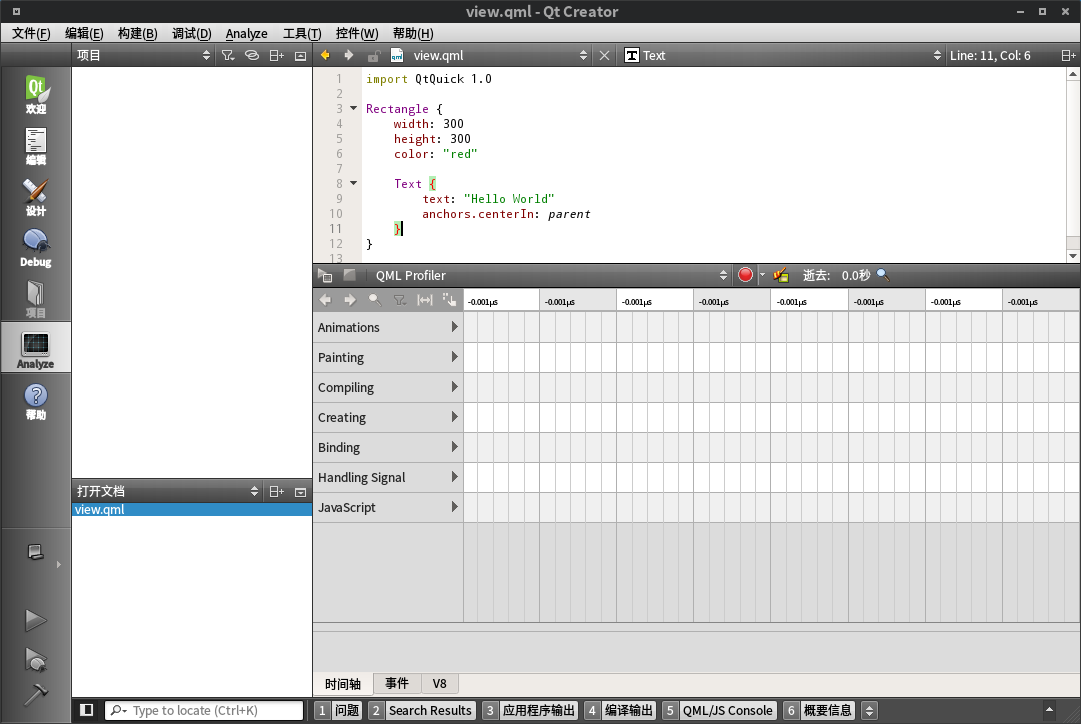 view.qml - Qt Creator
文件(F) 编辑(E) 构建(B) 调试(D) Analyze 工具(T) 控件(W) 帮助(H)
项目 view.qml Text Line: 11, Col: 6
欢迎
编辑
设计
Debug
项目
Analyze
帮助
1 import QtQuick 1.0
2
3 Rectangle {
4 width: 300
5 height: 300
6 color: "red"
7
8 Text {
9 text: "Hello World"
10 anchors.centerIn: parent
11 }
12 }
13
QML Profiler 逝去: 0.0秒
-0.001μs -0.001μs -0.001μs -0.001μs -0.001μs -0.001μs -0.001μs -0.001μs
Animations
Painting
Compiling
Creating
Binding
Handling Signal
JavaScript
打开文档
view.qml
时间轴 事件 V8
Type to locate (Ctrl+K) 1 问题 2 Search Results 3 应用程序输出 4 编译输出 5 QML/JS Console 6 概要信息